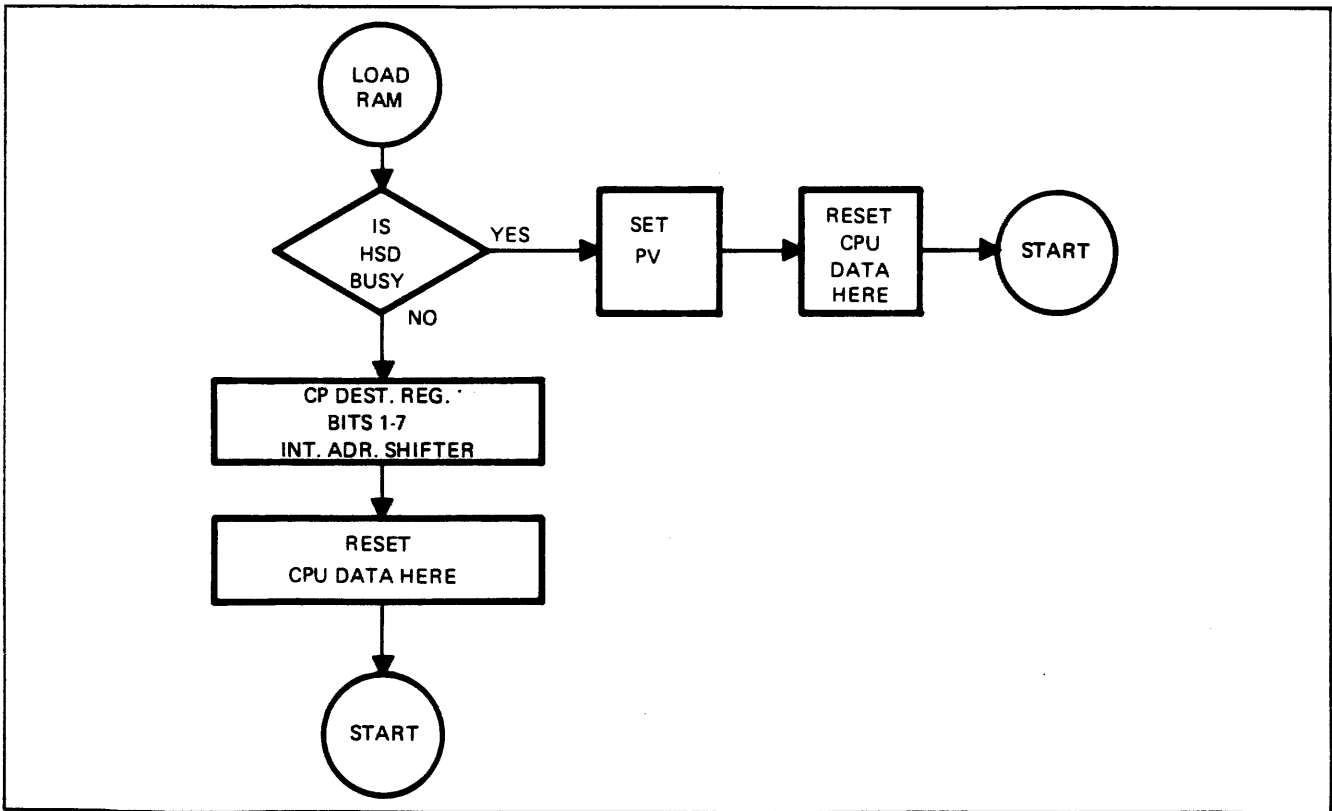 LOAD
RAM
IS
HSD
BUSY
YES
SET
PV
RESET
CPU
DATA
HERE
START
NO
CP DEST. REG.
BITS 1-7
INT. ADR. SHIFTER
RESET
CPU DATA HERE
START